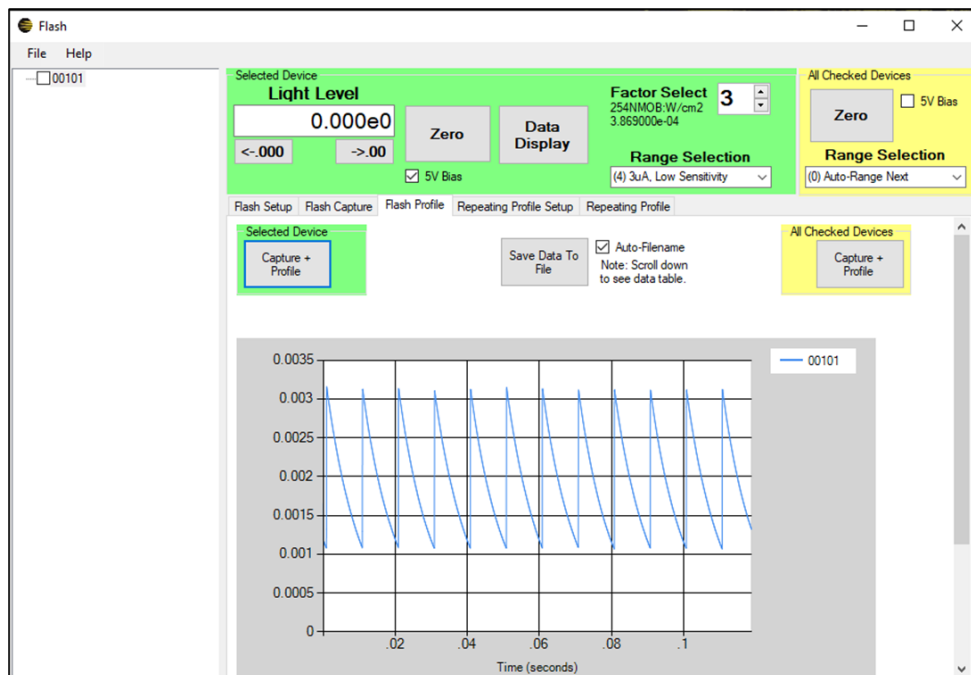 Flash
File Help
00101
Selected Device
Light Level
0.000e0
<-.000
->.00
Zero
Data
Display
5V Bias
Factor Select
254NMOB:W/cm2
3.869000e-04
3
Range Selection
(4) 3uA, Low Sensitivity
All Checked Devices
Zero
5V Bias
Range Selection
(0) Auto-Range Next
Flash Setup Flash Capture Flash Profile Repeating Profile Setup Repeating Profile
Selected Device
Capture +
Profile
Save Data To
File
Auto-Filename
Note: Scroll down
to see data table.
All Checked Devices
Capture +
Profile
0.0035
0.003
0.0025
0.002
0.0015
0.001
0.0005
0
.02 .04 .06 .08 .1
Time (seconds)
00101